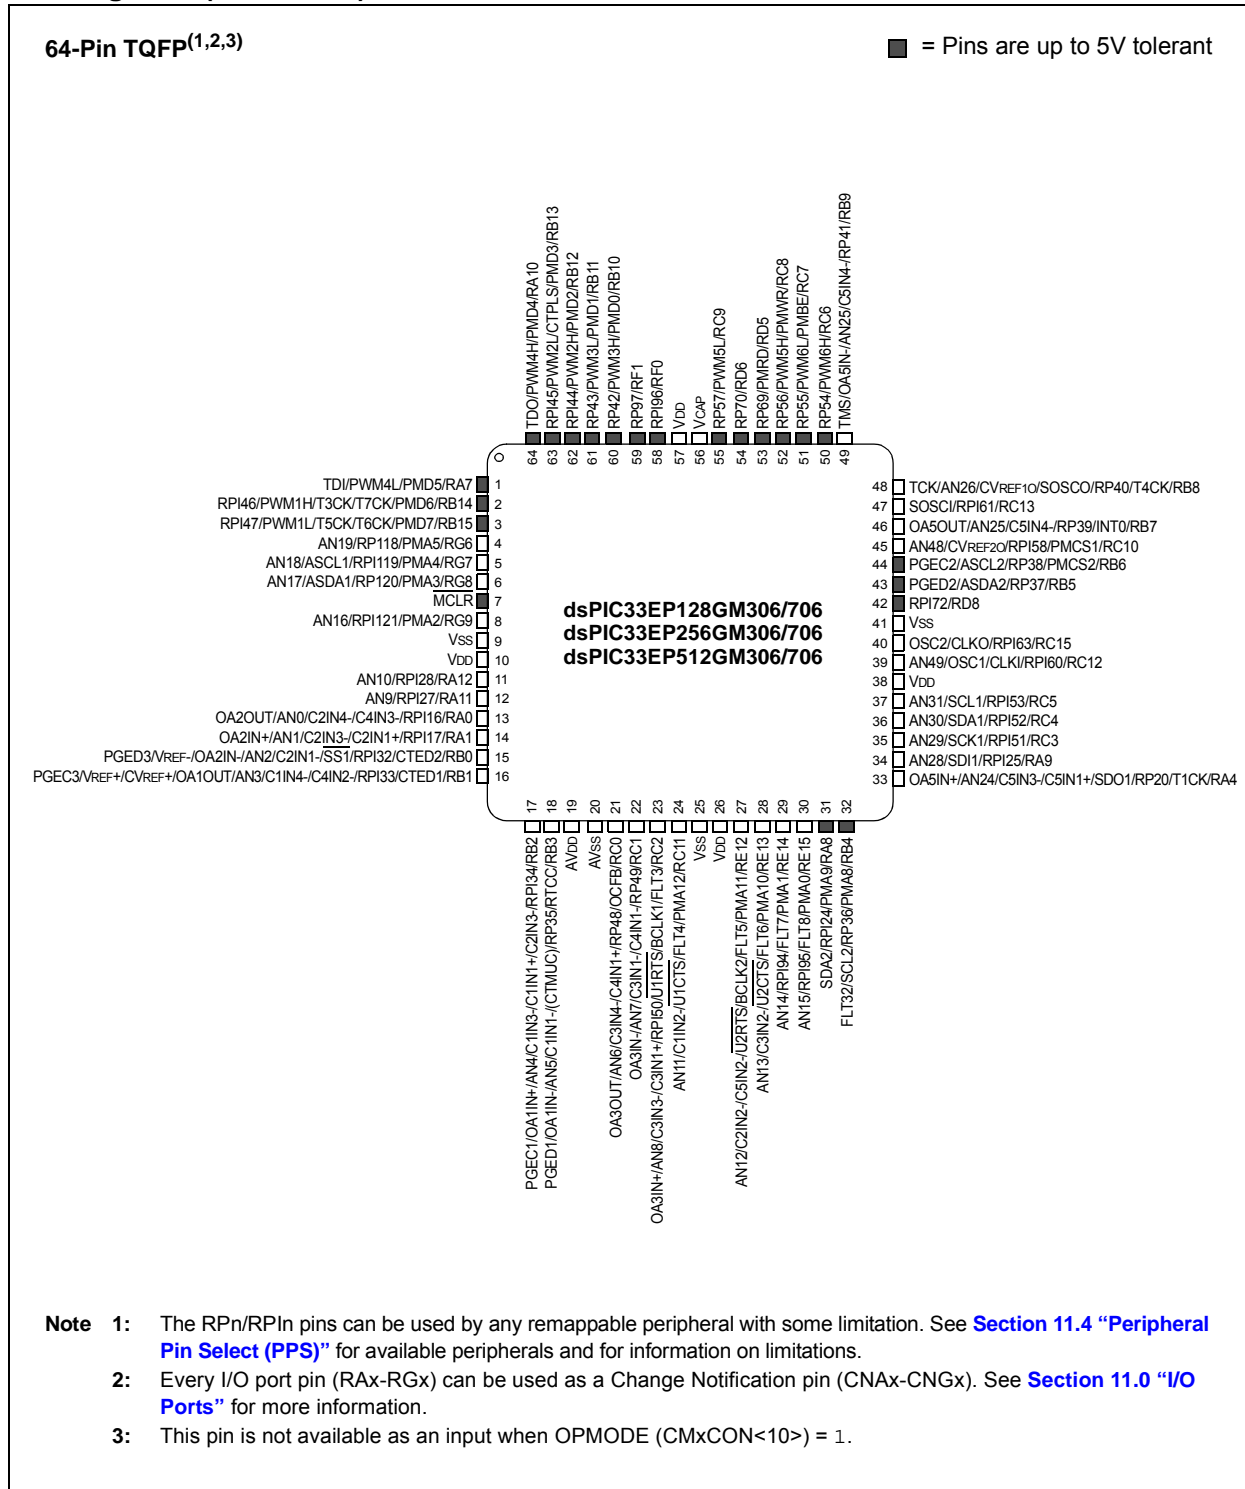 64-Pin TQFP(1,2,3)
= Pins are up to 5V tolerant
TDO/PWM4H/PMD4/RA10
RPI45/PWM2L/CTPLS/PMD3/RB13
RPI44/PWM2H/PMD2/RB12
RP43/PWM3L/PMD1/RB11
RP42/PWM3H/PMD0/RB10
RP97/RF1
RPI96/RF0
VDD
VCAP
RP57/PWM5L/RC9
RP70/RD6
RP69/PMRD/RD5
RP56/PWM5H/PMWR/RC8
RP55/PWM6L/PMBE/RC7
RP54/PWM6H/RC6
TMS/OA5IN-/AN25/C5IN4-/RP41/RB9
64 63 62 61 60 59 58 57 56 55 54 53 52 51 50 49
TDI/PWM4L/PMD5/RA7 1
RPI46/PWM1H/T3CK/T7CK/PMD6/RB14 2
RPI47/PWM1L/T5CK/T6CK/PMD7/RB15 3
AN19/RP118/PMA5/RG6 4
AN18/ASCL1/RPI119/PMA4/RG7 5
AN17/ASDA1/RP120/PMA3/RG8 6
MCLR 7
AN16/RPI121/PMA2/RG9 8
VSS 9
VDD 10
AN10/RPI28/RA12 11
AN9/RPI27/RA11 12
OA2OUT/AN0/C2IN4-/C4IN3-/RPI16/RA0 13
OA2IN+/AN1/C2IN3-/C2IN1+/RPI17/RA1 14
PGED3/VREF-/OA2IN-/AN2/C2IN1-/SS1/RPI32/CTED2/RB0 15
PGEC3/VREF+/CVREF+/OA1OUT/AN3/C1IN4-/C4IN2-/RPI33/CTED1/RB1 16
dsPIC33EP128GM306/706
dsPIC33EP256GM306/706
dsPIC33EP512GM306/706
48 TCK/AN26/CVREF1O/SOSCO/RP40/T4CK/RB8
47 SOSCI/RPI61/RC13
46 OA5OUT/AN25/C5IN4-/RP39/INT0/RB7
45 AN48/CVREF2O/RPI58/PMCS1/RC10
44 PGEC2/ASCL2/RP38/PMCS2/RB6
43 PGED2/ASDA2/RP37/RB5
42 RPI72/RD8
41 VSS
40 OSC2/CLKO/RPI63/RC15
39 AN49/OSC1/CLKI/RPI60/RC12
38 VDD
37 AN31/SCL1/RPI53/RC5
36 AN30/SDA1/RPI52/RC4
35 AN29/SCK1/RPI51/RC3
34 AN28/SDI1/RPI25/RA9
33 OA5IN+/AN24/C5IN3-/C5IN1+/SDO1/RP20/T1CK/RA4
17 18 19 20 21 22 23 24 25 26 27 28 29 30 31 32
PGEC1/OA1IN+/AN4/C1IN3-/C1IN1+/C2IN3-/RPI34/RB2
PGED1/OA1IN-/AN5/C1IN1-/(CTMUC)/RP35/RTCC/RB3
AVDD
AVSS
OA3OUT/AN6/C3IN4-/C4IN1+/RP48/OCFB/RC0
OA3IN-/AN7/C3IN1-/C4IN1-/RP49/RC1
OA3IN+/AN8/C3IN3-/C3IN1+/RPI50/U1RTS/BCLK1/FLT3/RC2
AN11/C1IN2-/U1CTS/FLT4/PMA12/RC11
VSS
VDD
AN12/C2IN2-/C5IN2-/U2RTS/BCLK2/FLT5/PMA11/RE12
AN13/C3IN2-/U2CTS/FLT6/PMA10/RE13
AN14/RPI94/FLT7/PMA1/RE14
AN15/RPI95/FLT8/PMA0/RE15
SDA2/RPI24/PMA9/RA8
FLT32/SCL2/RP36/PMA8/RB4
Note 1: The RPn/RPIn pins can be used by any remappable peripheral with some limitation. See Section 11.4 “Peripheral
Pin Select (PPS)” for available peripherals and for information on limitations.
2: Every I/O port pin (RAx-RGx) can be used as a Change Notification pin (CNAx-CNGx). See Section 11.0 “I/O
Ports” for more information.
3: This pin is not available as an input when OPMODE (CMxCON<10>) = 1.